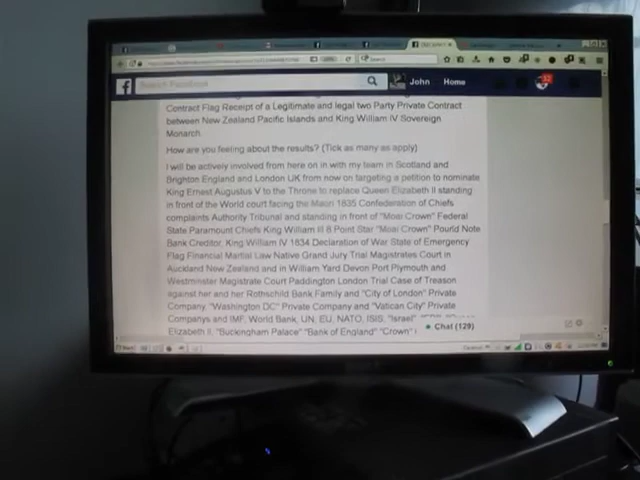 f
Search Facebook
John Home
12
Contract Flag Receipt of a Legitimate and legal two Party Private Contract
between New Zealand Pacific Islands and King William IV Sovereign
Monarch.
How are you feeling about the results? (Tick as many as apply)
I will be actively involved from here on in with my team in Scotland and
Brighton England and London UK from now on targeting a petition to nominate
King Ernest Augustus V to the Throne to replace Queen Elizabeth II standing
in front of the World court facing the Maori 1835 Confederation of Chiefs
complaints Authority Tribunal and standing in front of "Moai Crown" Federal
State Paramount Chiefs King William III 8 Point Star "Moai Crown" Pound Note
Bank Creditor, King William IV 1834 Declaration of War State of Emergency
Flag Financial Martial Law Native Grand Jury Trial Magistrates Court in
Auckland New Zealand and in William Yard Devon Port Plymouth and
Westminster Magistrate Court Paddington London Trial Case of Treason
against her and her Rothschild Bank Family and "City of London" Private
Company, "Washington DC" Private Company and "Vatican City" Private
Companys and IMF, World Bank, UN, EU, NATO, ISIS, "Israel"
Elizabeth II, "Buckingham Palace" "Bank of England" "Crown"
Chat (129)